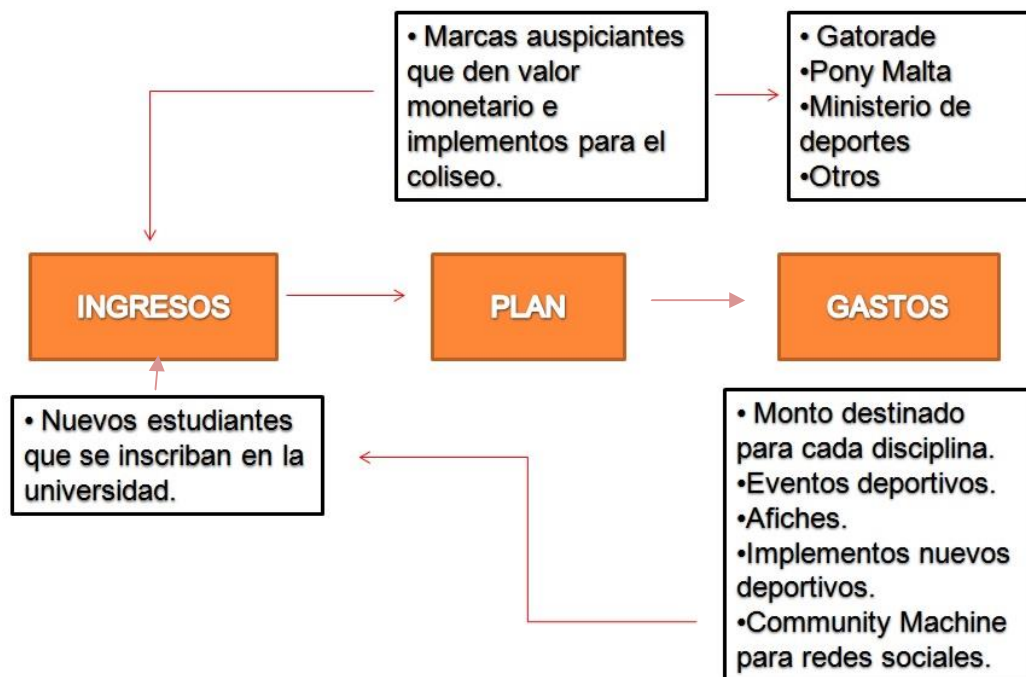 • Marcas auspiciantes
que den valor
monetario e
implementos para el
coliseo.
• Gatorade
•Pony Malta
•Ministerio de
deportes
•Otros
INGRESOS
PLAN
GASTOS
• Nuevos estudiantes
que se inscriban en la
universidad.
• Monto destinado
para cada disciplina.
•Eventos deportivos.
•Afiches.
•Implementos nuevos
deportivos.
•Community Machine
para redes sociales.